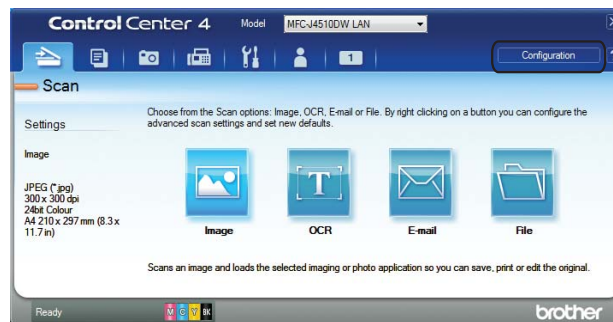 ControlCenter 4
Model
MFC-J4510DW LAN
1
Configuration
Scan
Choose from the Scan options: Image, OCR, E-mail or File. By right clicking on a button you can configure the
advanced scan settings and set new defaults.
Settings
Image
JPEG (*.jpg)
300 x 300 dpi
24bit Colour
A4 210 x 297 mm (8.3 x
11.7 in)
T
Image
OCR
E-mail
File
Scans an image and loads the selected imaging or photo application so you can save, print or edit the original.
Ready
M C Y BK
brother